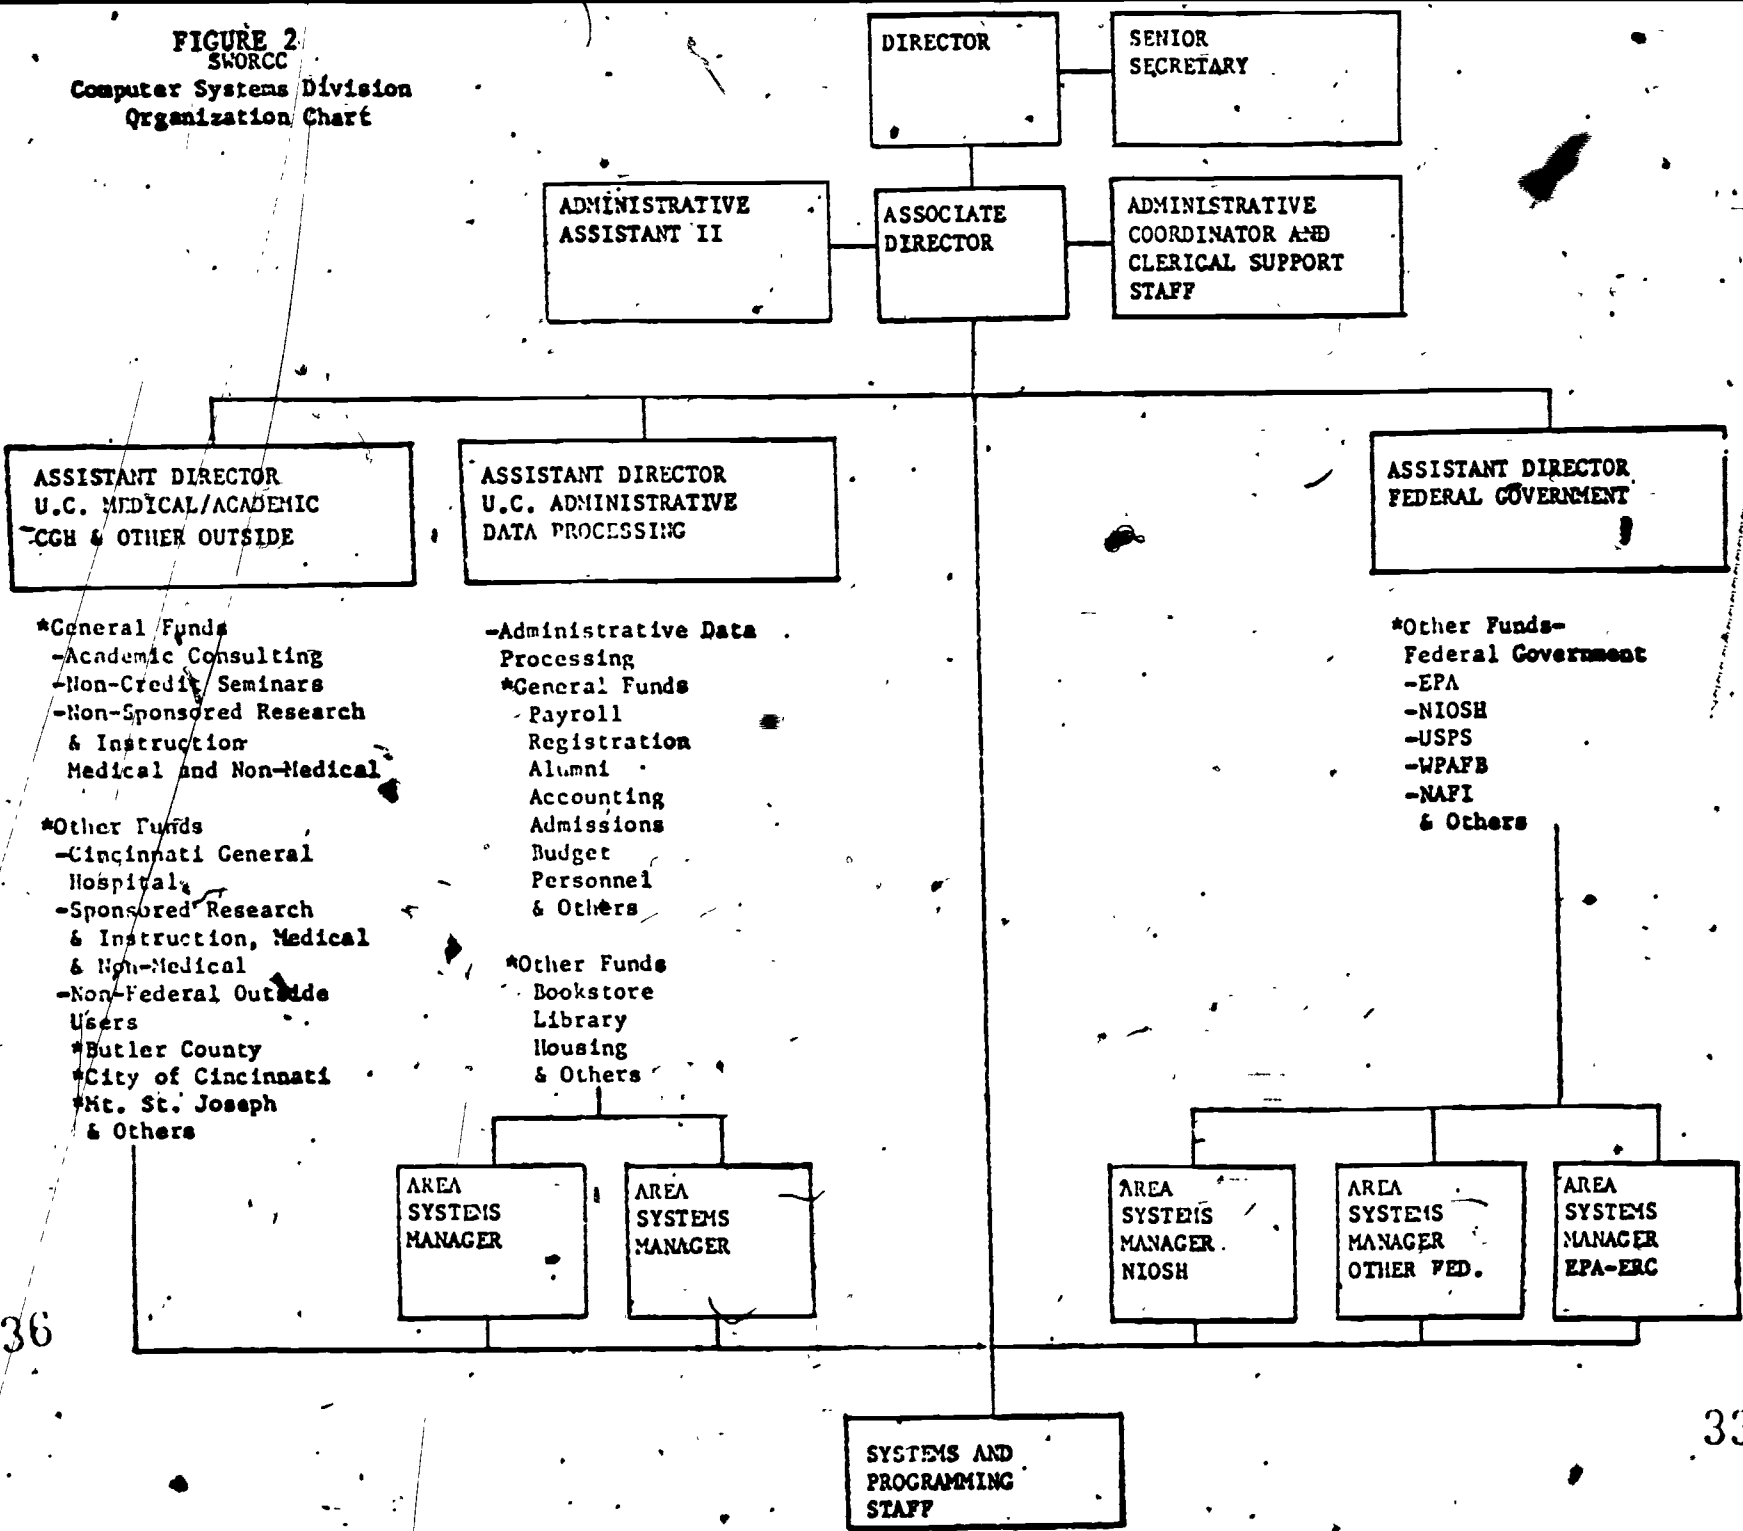 FIGURE 2
SWORCC
Computer Systems Division
Organization Chart
DIRECTOR
SENIOR
SECRETARY
ADMINISTRATIVE
ASSISTANT II
ASSOCIATE
DIRECTOR
ADMINISTRATIVE
COORDINATOR AND
CLERICAL SUPPORT
STAFF
ASSISTANT DIRECTOR
U.C. MEDICAL/ACADEMIC
CGH & OTHER OUTSIDE
ASSISTANT DIRECTOR
U.C. ADMINISTRATIVE
DATA PROCESSING
ASSISTANT DIRECTOR
FEDERAL GOVERNMENT
*General Funds
-Academic Consulting
-Non-Credit Seminars
-Non-Sponsored Research
& Instruction
Medical and Non-Medical
*Other Funds
-Cincinnati General
Hospital
-Sponsored Research
& Instruction, Medical
& Non-Medical
-Non-Federal Outside
Users
*Butler County
*City of Cincinnati
*Mt. St. Joseph
& Others
-Administrative Data
Processing
*General Funds
Payroll
Registration
Alumni
Accounting
Admissions
Budget
Personnel
& Others
*Other Funds
Bookstore
Library
Housing
& Others
*Other Funds-
Federal Government
-EPA
-NIOSH
-USPS
-WPAFB
-NAFI
& Others
AREA
SYSTEMS
MANAGER
AREA
SYSTEMS
MANAGER
AREA
SYSTEMS
MANAGER
NIOSH
AREA
SYSTEMS
MANAGER
OTHER FED.
AREA
SYSTEMS
MANAGER
EPA-ERC
36
33
SYSTEMS AND
PROGRAMMING
STAFF